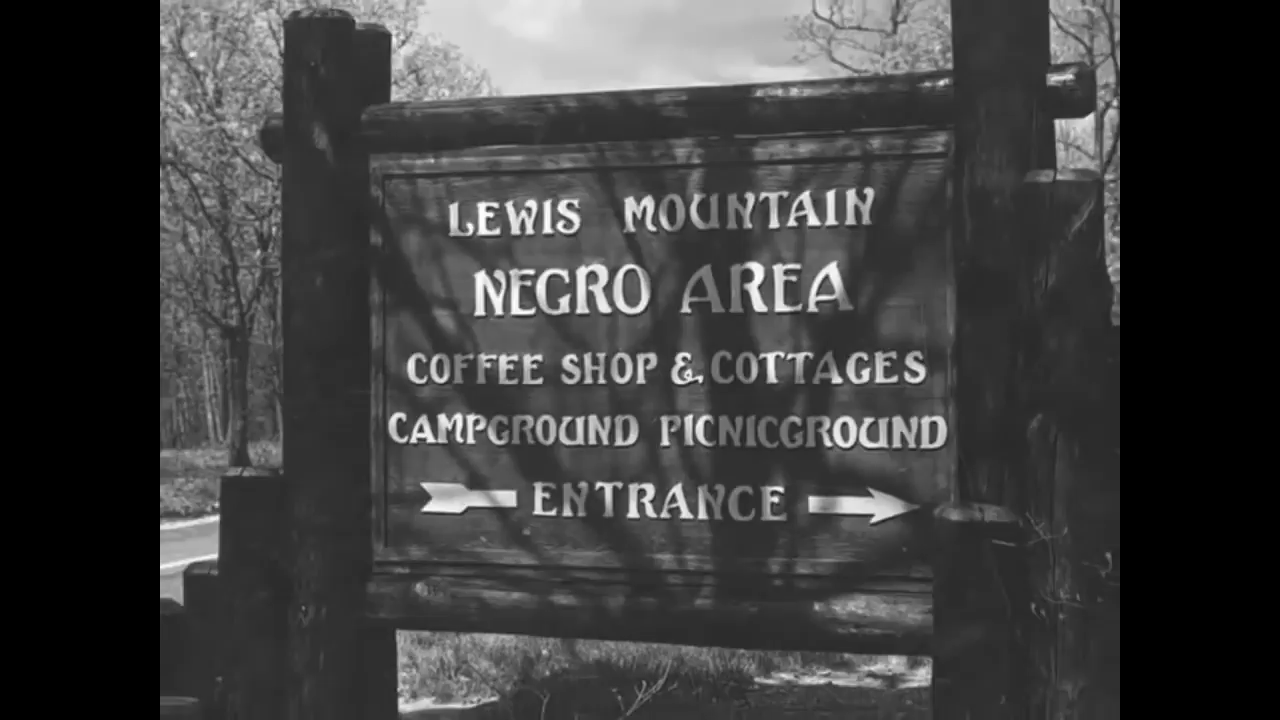 LEWIS MOUNTAIN
NEGRO AREA
COFFEE SHOP & COTTAGES
CAMPGROUND PICNICGROUND
ENTRANCE